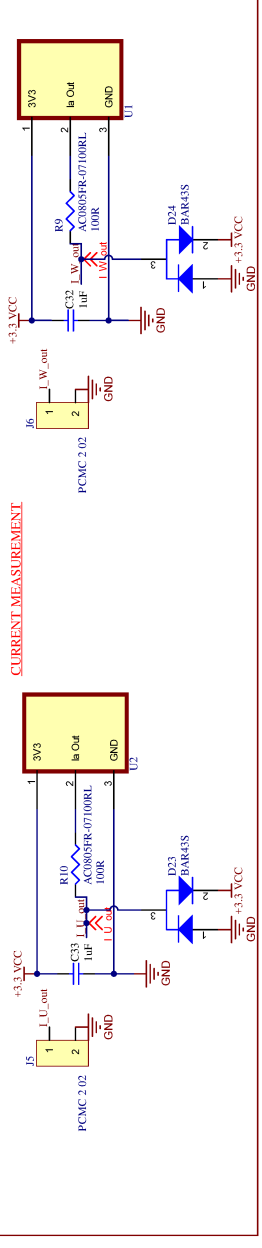 CURRENT MEASUREMENT
J5
I_U_out
1
2
GND
PCMC 2 02
+3.3 VCC
C33
1uF
GND
I_U_out
I_U_out
R10
AC0805FR-07100RL
100R
1
2
3
3V3
Ia Out
GND
U2
D23
BAR43S
3
1
2
GND
+3.3 VCC
J6
I_W_out
1
2
GND
PCMC 2 02
+3.3 VCC
C32
1uF
GND
I_W_out
I_W_out
R9
AC0805FR-07100RL
100R
1
2
3
3V3
Ia Out
GND
U1
D24
BAR43S
3
1
2
GND
+3.3 VCC